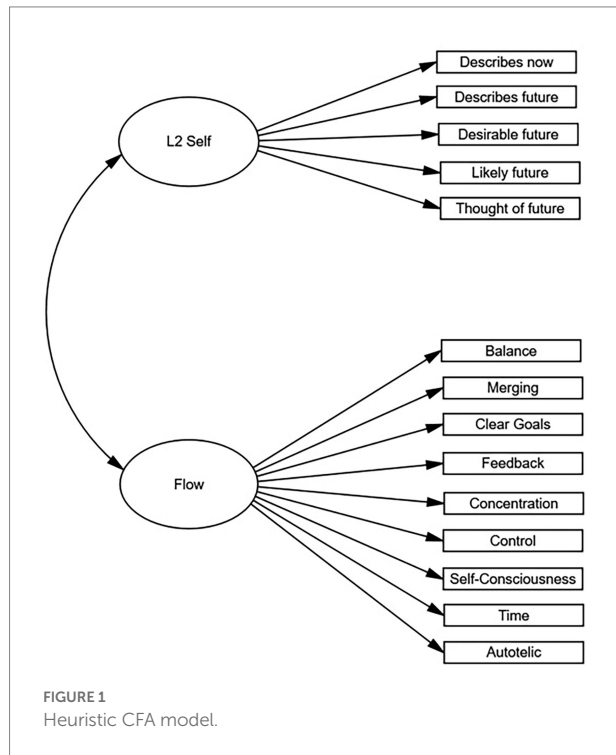 Describes now
Describes future
L2 Self
Desirable future
Likely future
Thought of future
Balance
Merging
Clear Goals
Feedback
Flow
Concentration
Control
Self-Consciousness
Time
Autotelic
FIGURE 1
Heuristic CFA model.